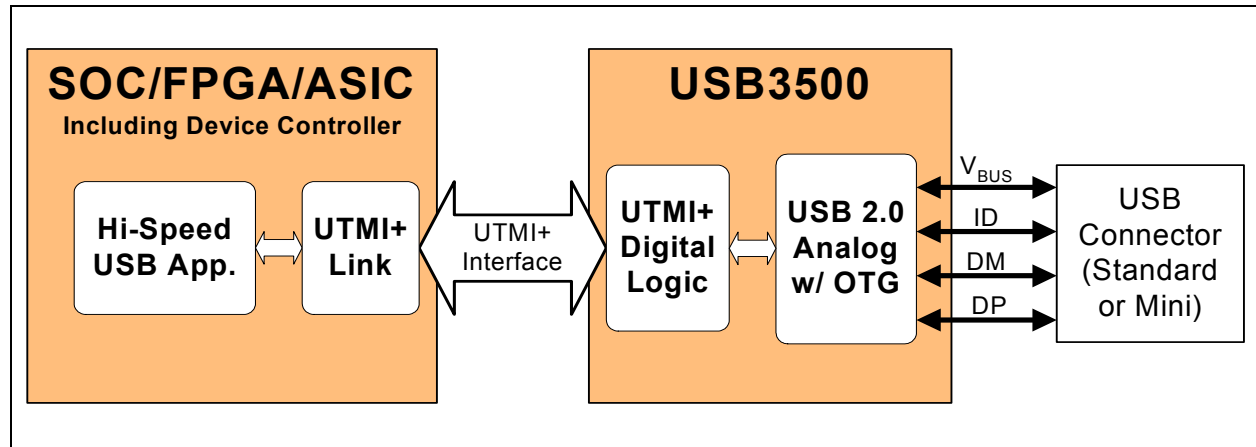 SOC/FPGA/ASIC
Including Device Controller
Hi-Speed
USB App.
UTMI+
Link
UTMI+
Interface
USB3500
UTMI+
Digital
Logic
USB 2.0
Analog
w/ OTG
VBUS
ID
DM
DP
USB
Connector
(Standard
or Mini)